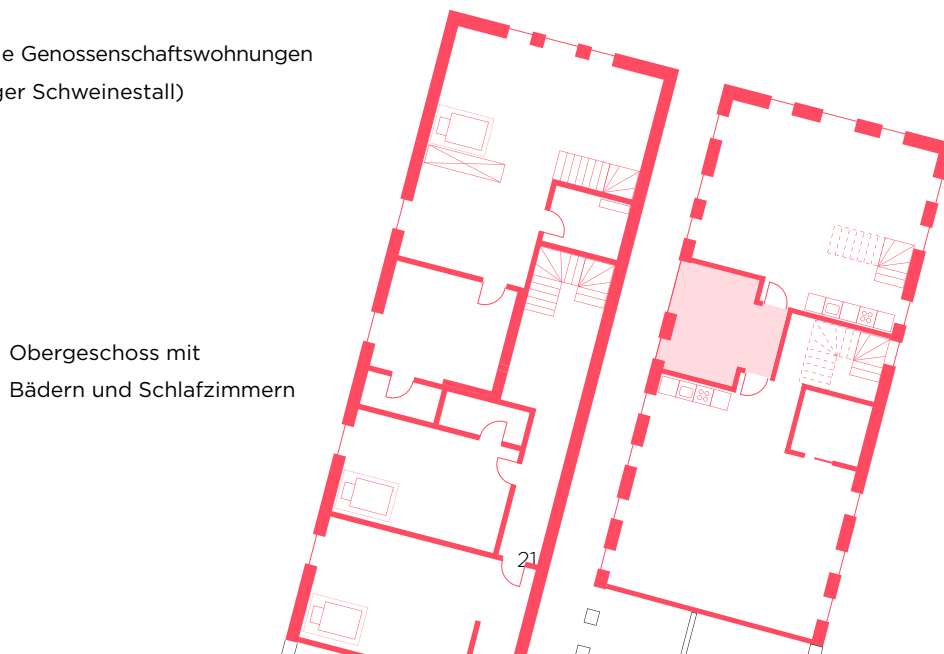 e Genossenschaftswohnungen
ger Schweinestall)
Obergeschoss mit
Bädern und Schlafzimmern
21